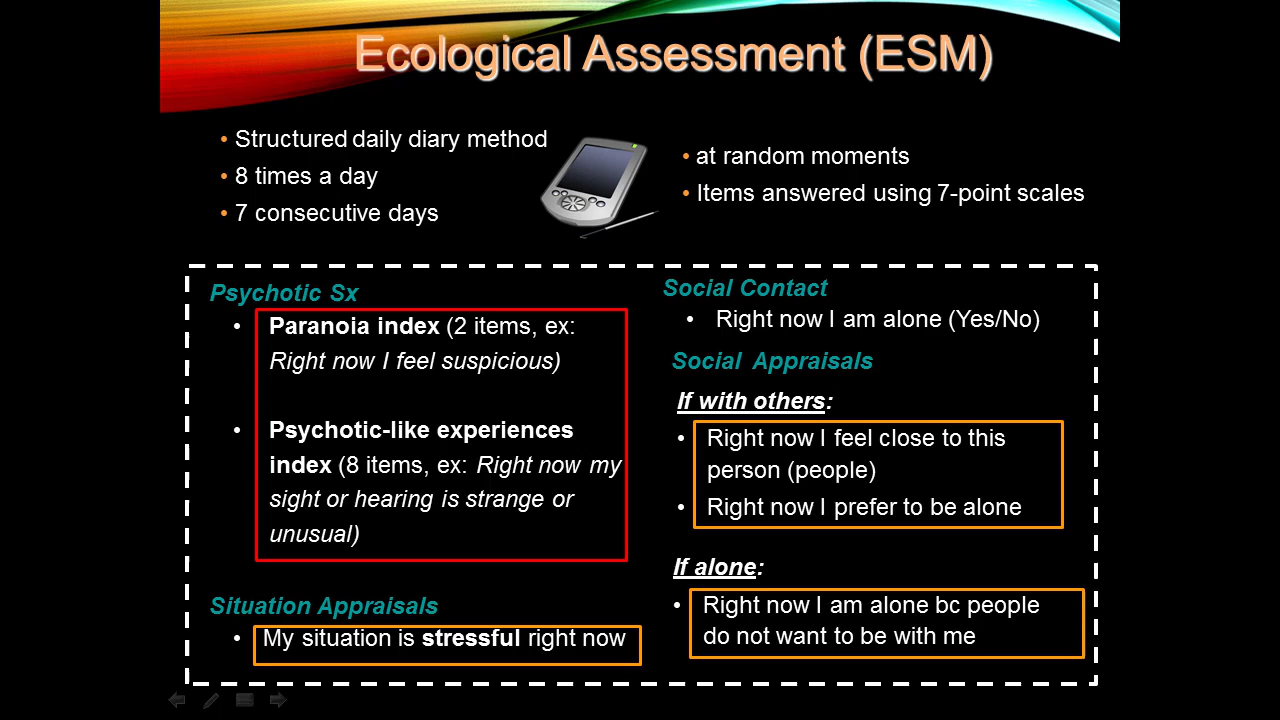 Ecological Assessment (ESM)
• Structured daily diary method
• 8 times a day
• 7 consecutive days
• at random moments
• Items answered using 7-point scales
Psychotic Sx
• Paranoia index (2 items, ex:
Right now I feel suspicious)
• Psychotic-like experiences
index (8 items, ex: Right now my
sight or hearing is strange or
unusual)
Situation Appraisals
• My situation is stressful right now
Social Contact
• Right now I am alone (Yes/No)
Social Appraisals
If with others:
• Right now I feel close to this
person (people)
• Right now I prefer to be alone
If alone:
• Right now I am alone bc people
do not want to be with me